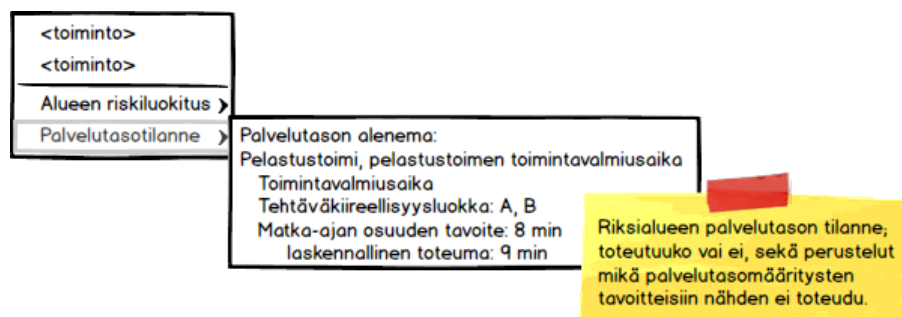 <toiminto>
<toiminto>
Alueen riskiluokitus
Palvelutasotilanne
Palvelutason alenema:
Pelastustoimi, pelastustoimen toimintavalmiusaika
Toimintavalmiusaika
Tehtäväkiireellisyysluokka: A, B
Matka-ajan osuuden tavoite: 8 min
laskennallinen toteuma: 9 min
Riksialueen palvelutason tilanne;
toteutuuko vai ei, sekä perustelut
mikä palvelutasomääritysten
tavoitteisiin nähden ei toteudu.